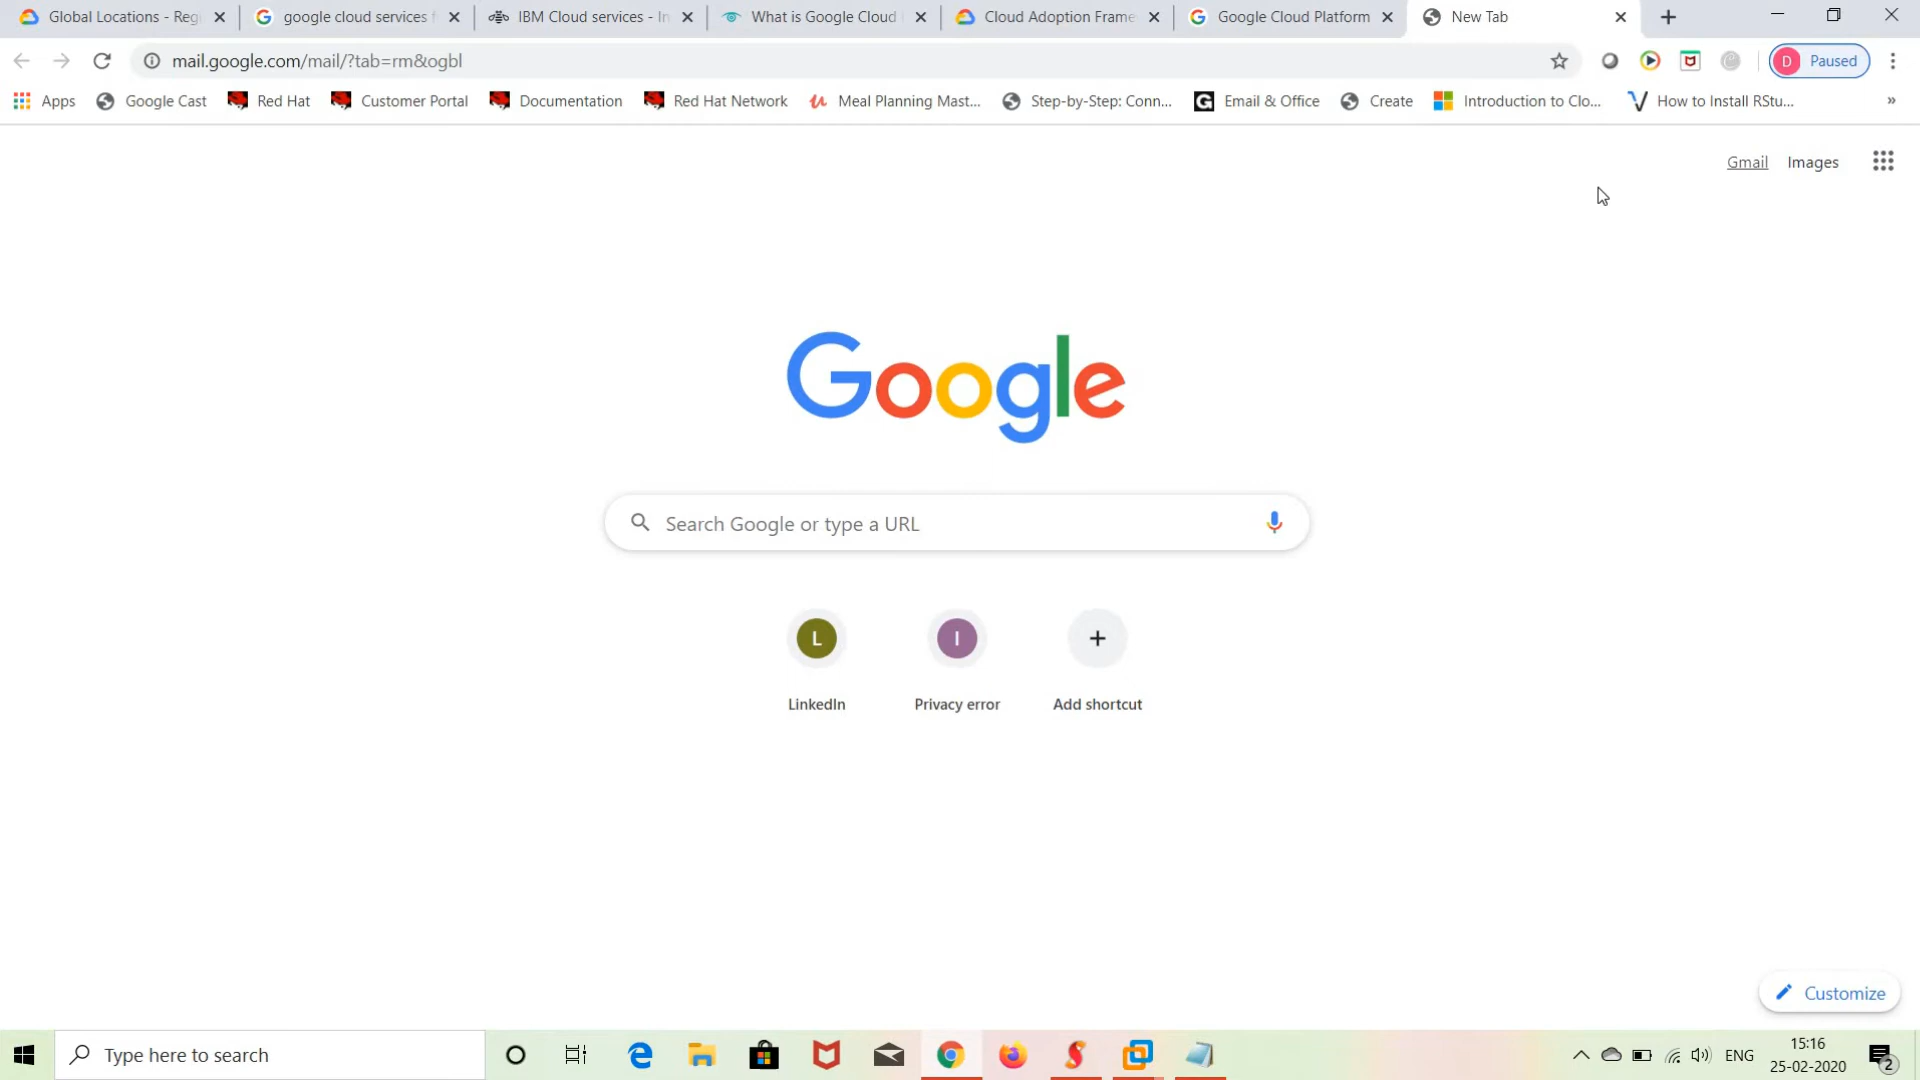 Global Locations - Reg
google cloud services f
IBM Cloud services - In
What is Google Cloud
Cloud Adoption Frame
Google Cloud Platform
New Tab
mail.google.com/mail/?tab=rm&ogbl
D Paused
Apps
Google Cast
Red Hat
Customer Portal
Documentation
Red Hat Network
Meal Planning Mast...
Step-by-Step: Conn...
Email & Office
Create
Introduction to Clo...
How to Install RStu...
»
Gmail
Images
Google
Search Google or type a URL
L
I
LinkedIn
Privacy error
Add shortcut
Customize
Type here to search
ENG
15:16
25-02-2020
2